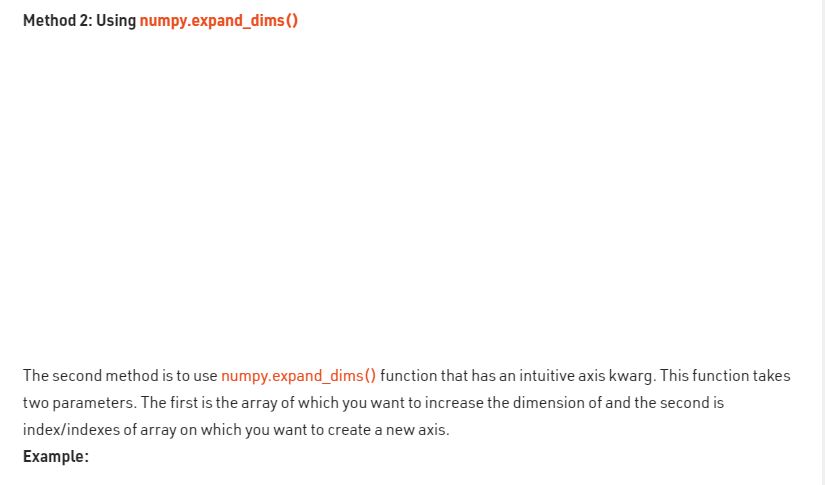 Method 2: Using numpy.expand_dims()
The second method is to use numpy.expand_dims() function that has an intuitive axis kwarg. This function takes
two parameters. The first is the array of which you want to increase the dimension of and the second is
index/indexes of array on which you want to create a new axis.
Example: